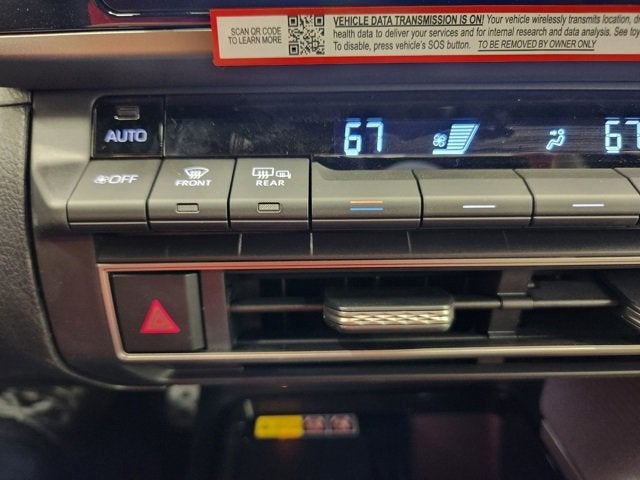 SCAN QR CODE
TO LEARN MORE
VEHICLE DATA TRANSMISSION IS ON! Your vehicle wirelessly transmits location, dr
health data to deliver your services and for internal research and data analysis. See toy
To disable, press vehicle's SOS button. TO BE REMOVED BY OWNER ONLY
AUTO
67
67
OFF
FRONT
REAR